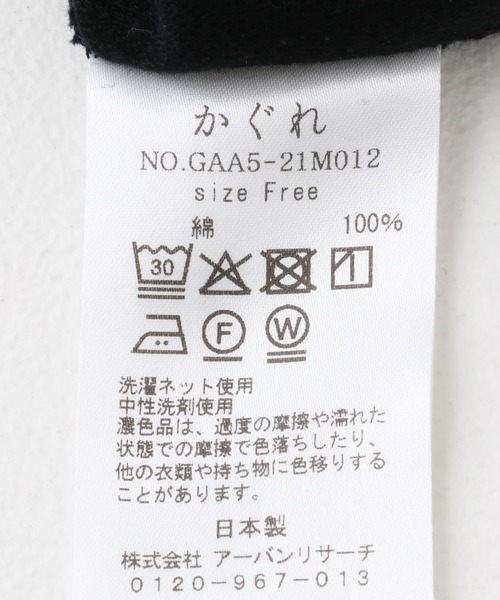 かぐれ
NO.GAA5-21M012
size Free
綿 100%
30
F W
洗濯ネット使用
中性洗剤使用
濃色品は、過度の摩擦や濡れた
状態での摩擦で色落ちしたり、
他の衣類や持ち物に色移りする
ことがあります。
日本製
株式会社 アーバンリサーチ
0120-967-013